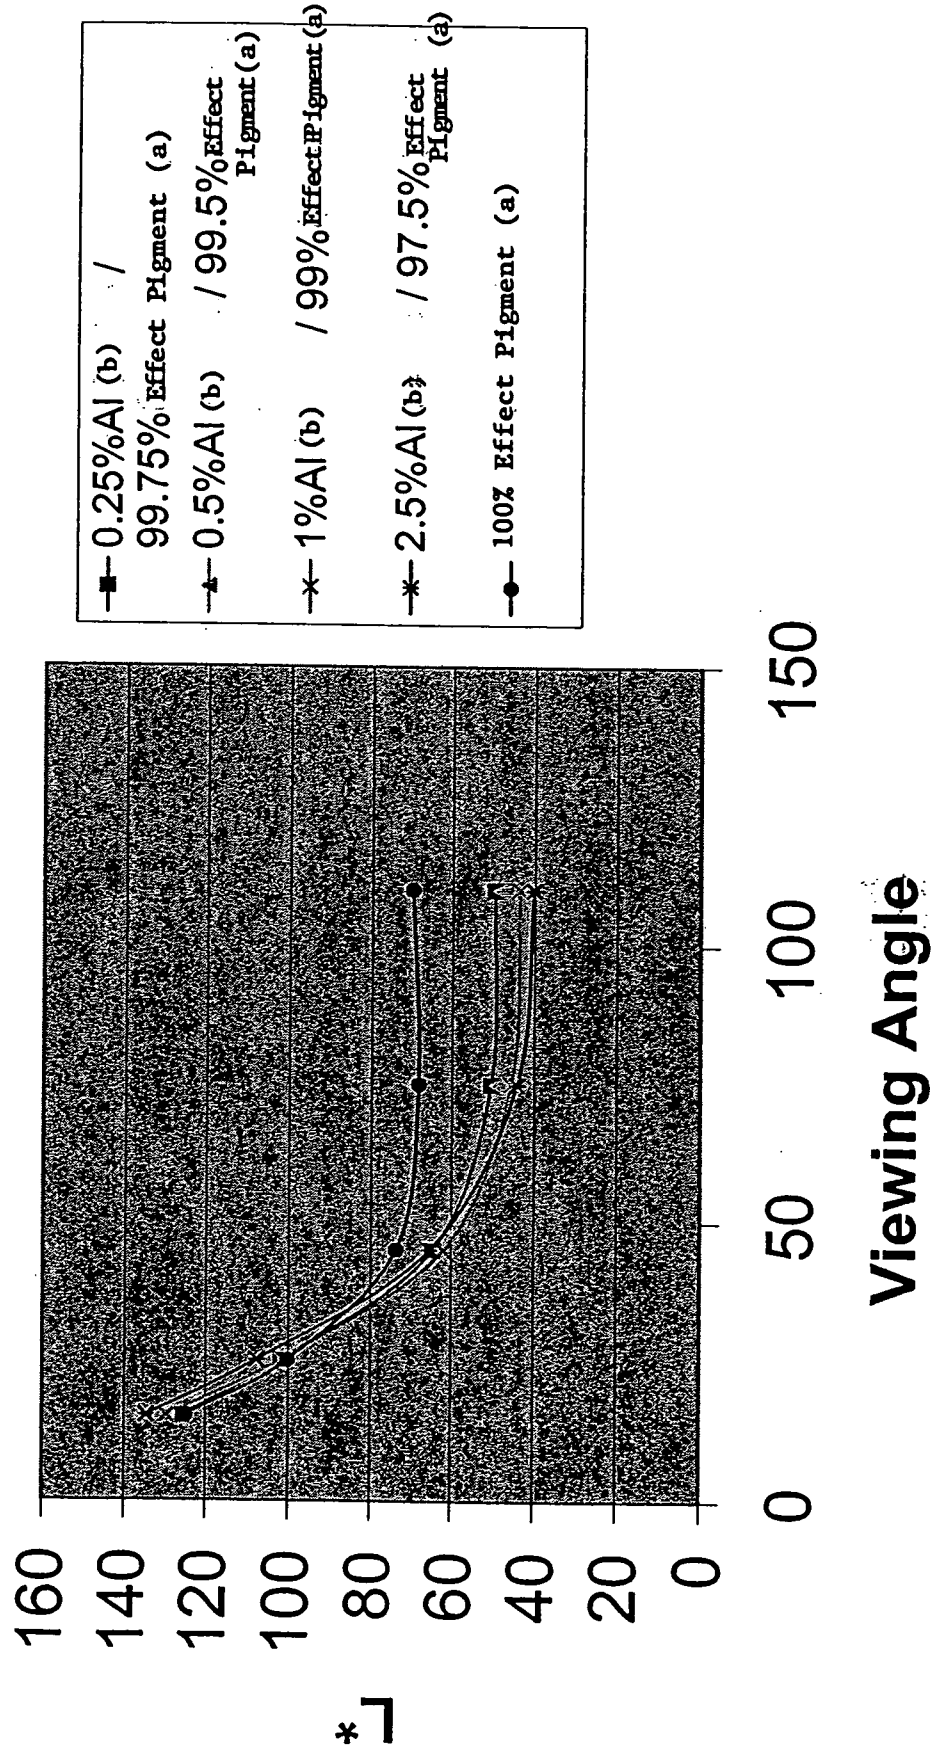 L*
160
140
120
100
80
60
40
20
0
0
50
100
150
Viewing Angle
0.25%Al (b) /
99.75% Effect Pigment (a)
0.5%Al (b) / 99.5% Effect
Pigment (a)
1%Al (b) / 99% Effect Pigment (a)
2.5%Al (b) / 97.5% Effect
Pigment (a)
100% Effect Pigment (a)